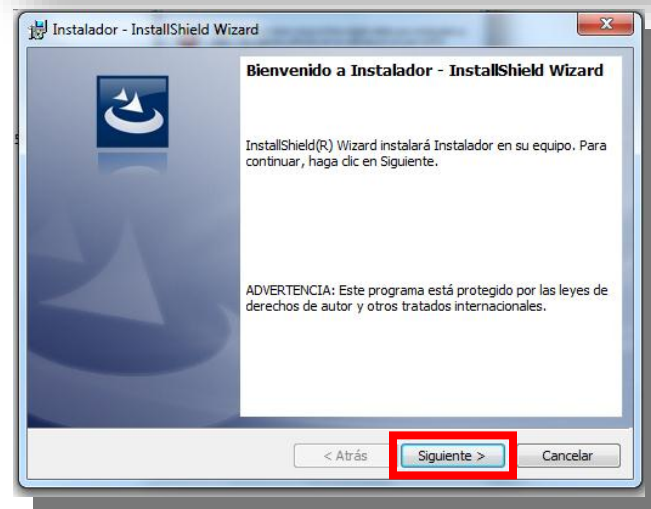 Instalador - InstallShield Wizard
Bienvenido a Instalador - InstallShield Wizard
InstallShield(R) Wizard instalará Instalador en su equipo. Para
continuar, haga clic en Siguiente.
ADVERTENCIA: Este programa está protegido por las leyes de
derechos de autor y otros tratados internacionales.
< Atrás
Siguiente >
Cancelar